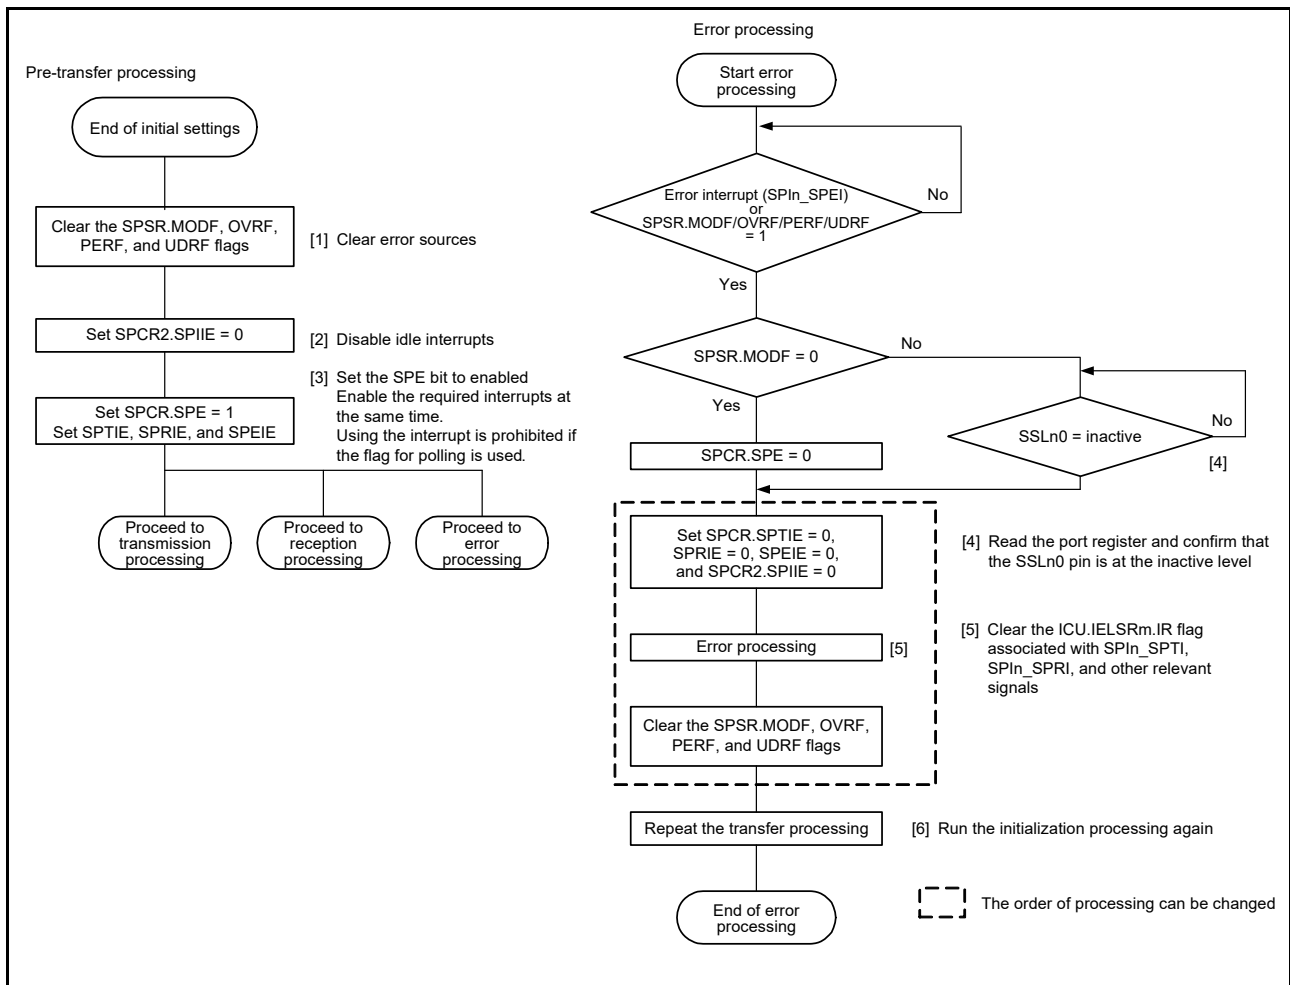 Pre-transfer processing
End of initial settings
Clear the SPSR.MODF, OVRF,
PERF, and UDRF flags
[1] Clear error sources
Set SPCR2.SPIIE = 0
[2] Disable idle interrupts
[3] Set the SPE bit to enabled
Enable the required interrupts at
the same time.
Using the interrupt is prohibited if
the flag for polling is used.
Set SPCR.SPE = 1
Set SPTIE, SPRIE, and SPEIE
Proceed to
transmission
processing
Proceed to
reception
processing
Proceed to
error
processing
Error processing
Start error
processing
Error interrupt (SPIn_SPEI)
or
SPSR.MODF/OVRF/PERF/UDRF
= 1
No
Yes
SPSR.MODF = 0
No
Yes
SSLn0 = inactive
No
[4]
SPCR.SPE = 0
Set SPCR.SPTIE = 0,
SPRIE = 0, SPEIE = 0,
and SPCR2.SPIIE = 0
[4] Read the port register and confirm that
the SSLn0 pin is at the inactive level
Error processing
[5]
[5] Clear the ICU.IELSRm.IR flag
associated with SPIn_SPTI,
SPIn_SPRI, and other relevant
signals
Clear the SPSR.MODF, OVRF,
PERF, and UDRF flags
Repeat the transfer processing
[6] Run the initialization processing again
End of error
processing
The order of processing can be changed